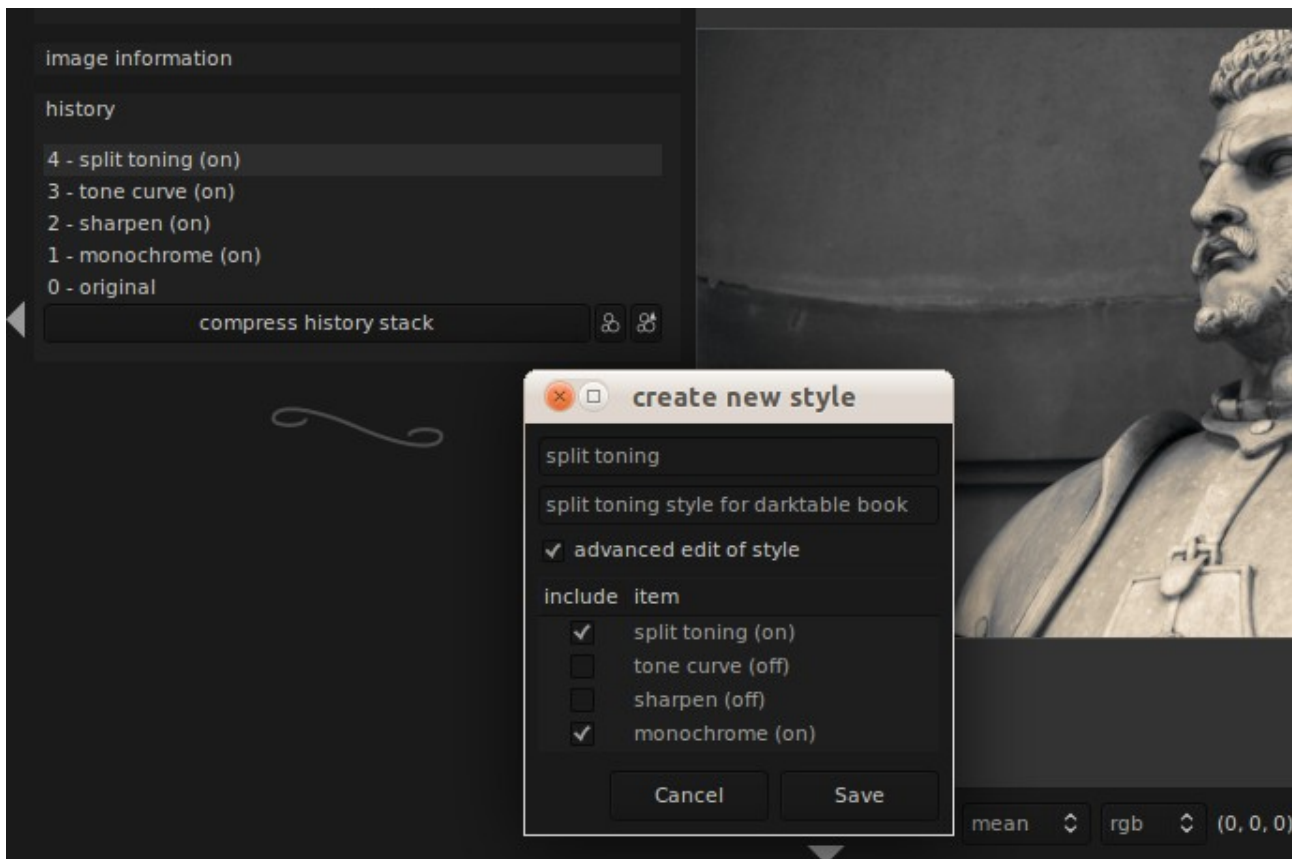 image information
history
4 - split toning (on)
3 - tone curve (on)
2 - sharpen (on)
1 - monochrome (on)
0 - original
compress history stack
create new style
split toning
split toning style for darktable book
advanced edit of style
include item
split toning (on)
tone curve (off)
sharpen (off)
monochrome (on)
Cancel Save
mean rgb (0, 0, 0)